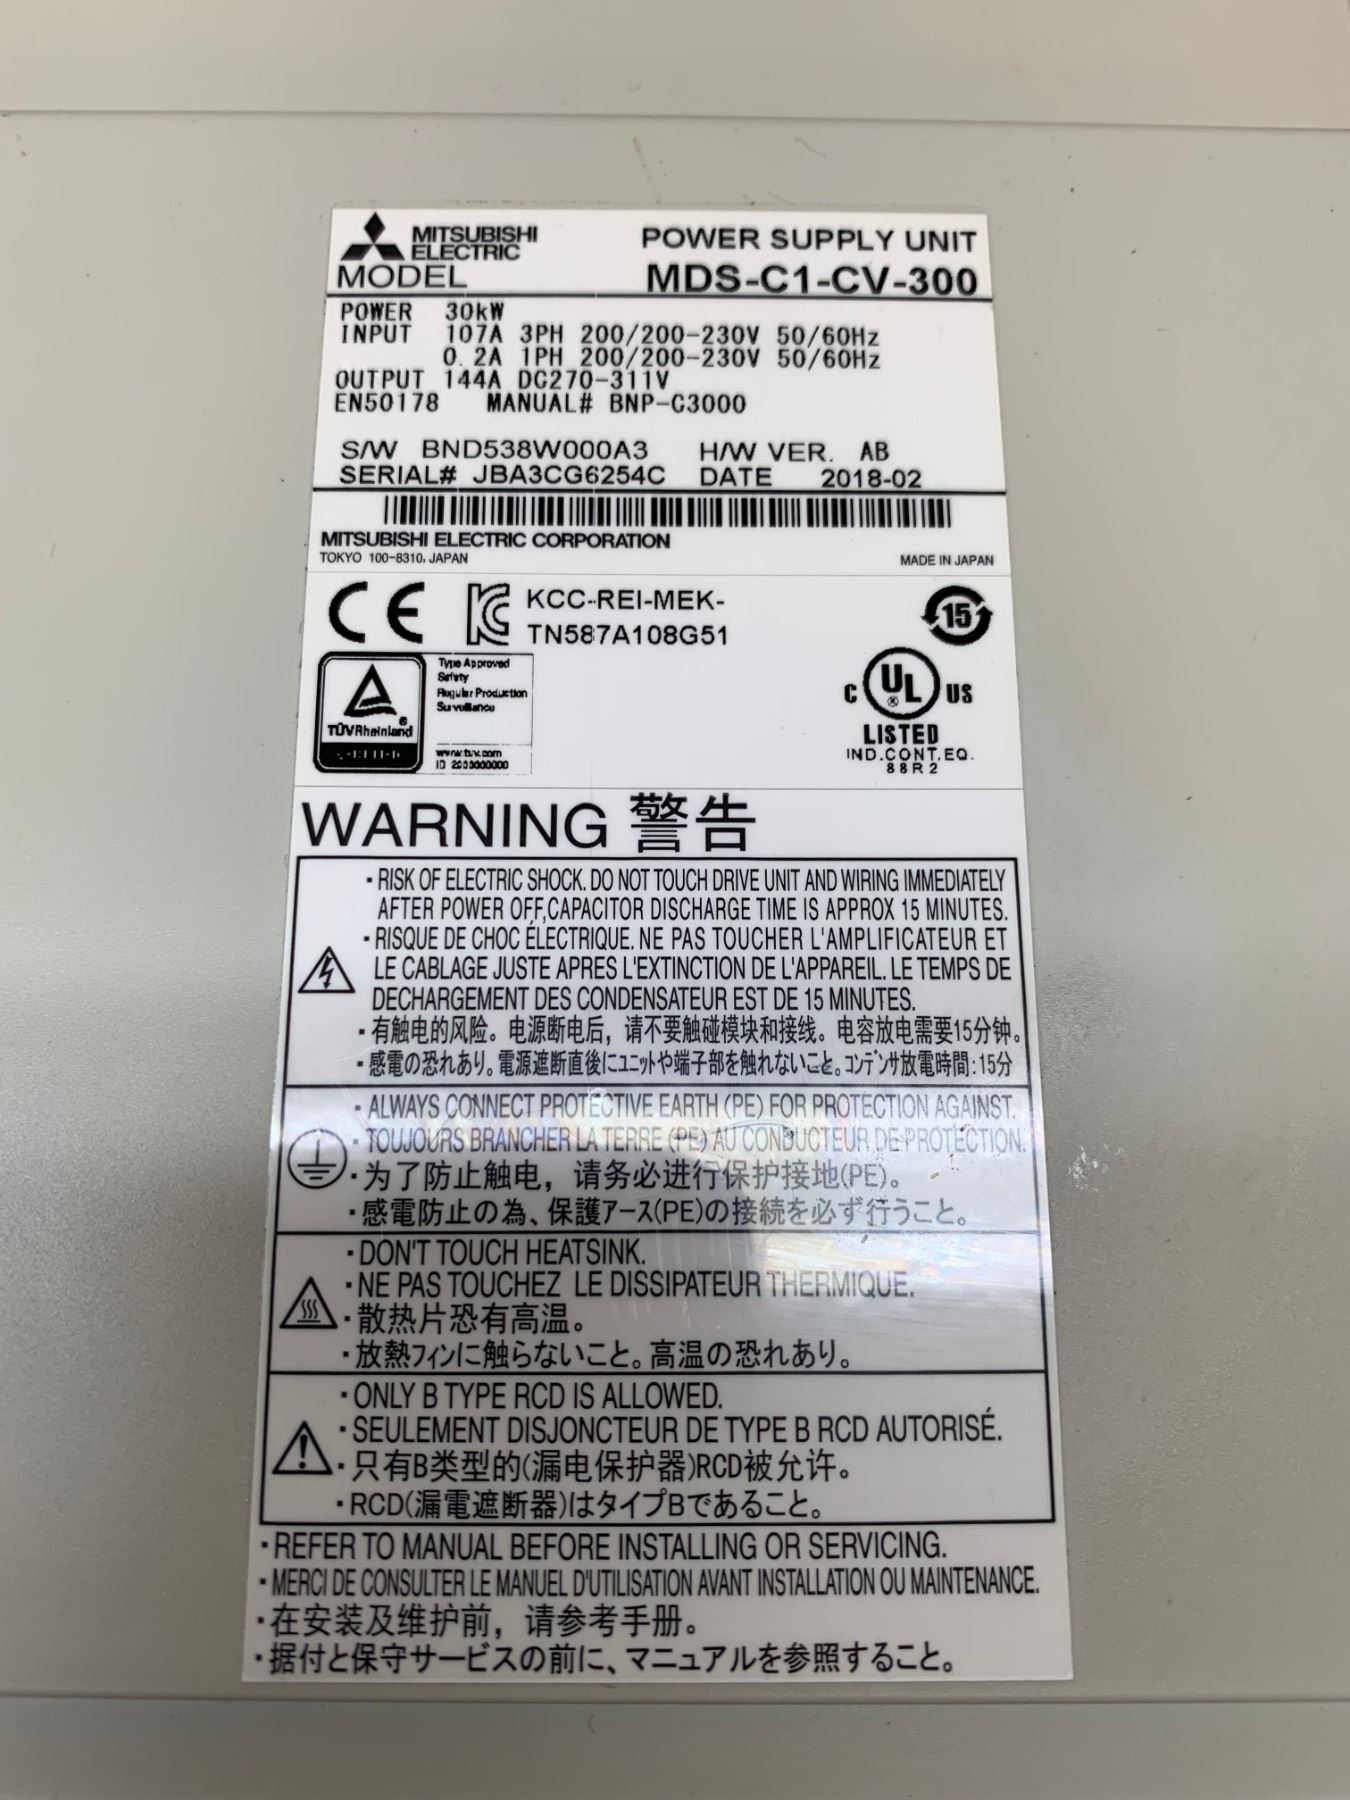 MITSUBISHI
ELECTRIC
POWER SUPPLY UNIT
MODEL MDS-C1-CV-300
POWER 30kW
INPUT 107A 3PH 200/200-230V 50/60Hz
0.2A 1PH 200/200-230V 50/60Hz
OUTPUT 144A DC270-311V
EN50178 MANUAL# BNP-C3000
S/W BND538W000A3 H/W VER. AB
SERIAL# JBA3CG6254C DATE 2018-02
MITSUBISHI ELECTRIC CORPORATION
TOKYO 100-8310, JAPAN MADE IN JAPAN
CE KC KCC-REI-MEK-
TN587A108G51
15
TÜVRheinland
Type Approved
Safety
Regular Production
Surveillance
www.tuv.com
C UL US
LISTED
IND.CONT.EQ.
88R2
WARNING 警告
・RISK OF ELECTRIC SHOCK. DO NOT TOUCH DRIVE UNIT AND WIRING IMMEDIATELY
AFTER POWER OFF,CAPACITOR DISCHARGE TIME IS APPROX 15 MINUTES.
・RISQUE DE CHOC ÉLECTRIQUE. NE PAS TOUCHER L'AMPLIFICATEUR ET
LE CABLAGE JUSTE APRES L'EXTINCTION DE L'APPAREIL. LE TEMPS DE
DECHARGEMENT DES CONDENSATEUR EST DE 15 MINUTES.
・有触电的风险。电源断电后，请不要触碰模块和接线。电容放电需要15分钟。
・感電の恐れあり。電源遮断直後にユニットや端子部を触れないこと。コンデンサ放電時間:15分
・ALWAYS CONNECT PROTECTIVE EARTH (PE) FOR PROTECTION AGAINST.
・TOUJOURS BRANCHER LA TERRE (PE) AU CONDUCTEUR DE PROTECTION.
・为了防止触电，请务必进行保护接地(PE)。
・感電防止の為、保護アース(PE)の接続を必ず行うこと。
・DON'T TOUCH HEATSINK.
・NE PAS TOUCHEZ LE DISSIPATEUR THERMIQUE.
・散热片恐有高温。
・放熱フィンに触らないこと。高温の恐れあり。
・ONLY B TYPE RCD IS ALLOWED.
・SEULEMENT DISJONCTEUR DE TYPE B RCD AUTORISÉ.
・只有B类型的(漏电保护器)RCD被允许。
・RCD(漏電遮断器)はタイプBであること。
・REFER TO MANUAL BEFORE INSTALLING OR SERVICING.
・MERCI DE CONSULTER LE MANUEL D'UTILISATION AVANT INSTALLATION OU MAINTENANCE.
・在安装及维护前，请参考手册。
・据付と保守サービスの前に、マニュアルを参照すること。